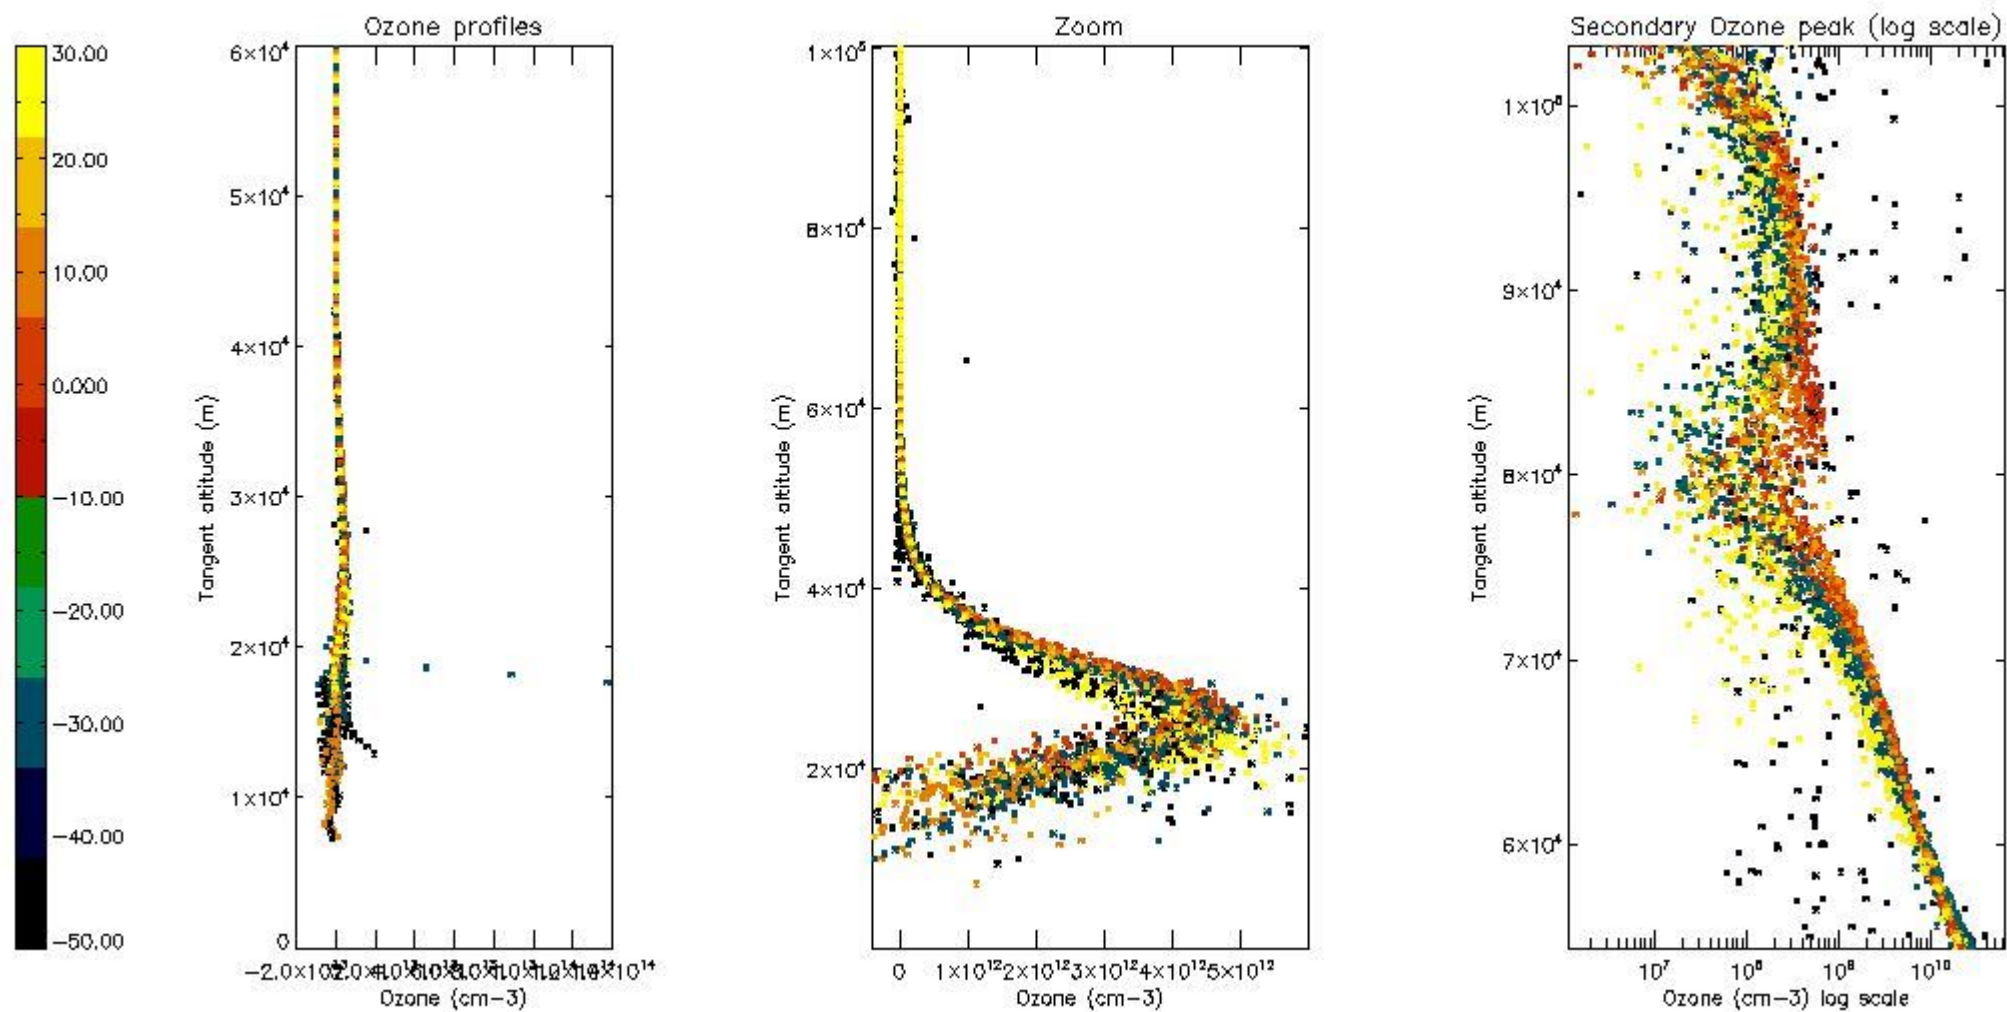 Ozone profiles
Zoom
Secondary Ozone peak (log scale)
30.00
20.00
10.00
0.000
−10.00
−20.00
−30.00
−40.00
−50.00
6×10⁴
5×10⁴
4×10⁴
3×10⁴
2×10⁴
1×10⁴
0
Tangent altitude (m)
Ozone (cm−3)
1×10⁵
8×10⁴
6×10⁴
4×10⁴
2×10⁴
Tangent altitude (m)
0 1×10¹² 2×10¹² 3×10¹² 4×10¹² 5×10¹²
Ozone (cm−3)
1×10⁵
9×10⁴
8×10⁴
7×10⁴
6×10⁴
Tangent altitude (m)
10⁷ 10⁸ 10⁹ 10¹⁰
Ozone (cm−3) log scale